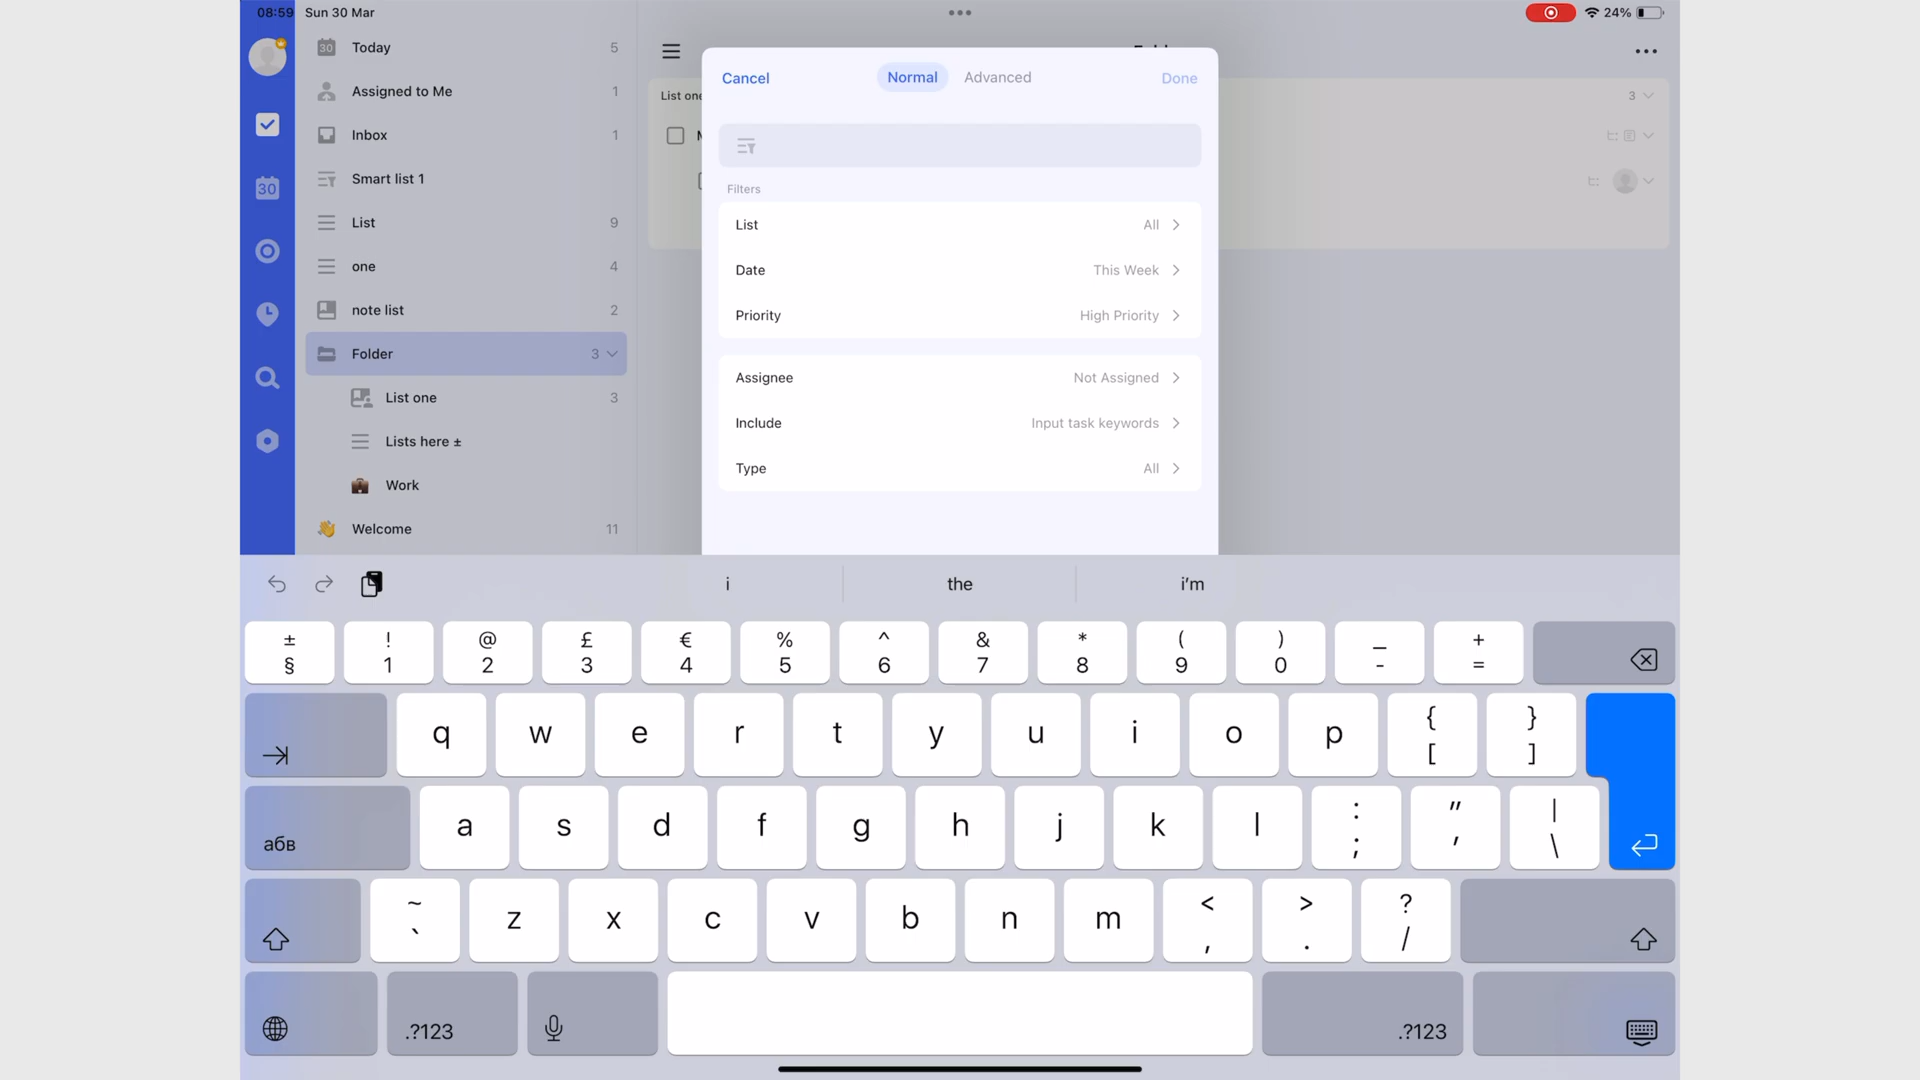 08:59 Sun 30 Mar
24%
30 Today 5
Assigned to Me 1
Inbox 1
Smart list 1
30
List 9
one 4
note list 2
Folder 3
List one 3
Lists here ±
Work
Welcome 11
List one
3
Cancel Normal Advanced Done
Filters
List All
Date This Week
Priority High Priority
Assignee Not Assigned
Include Input task keywords
Type All
i the i'm
± ! @ £ € % ^ & * ( ) _ +
§ 1 2 3 4 5 6 7 8 9 0 - =
q w e r t y u i o p { [ } ]
абв a s d f g h j k l : ; " ' | \
~ ` z x c v b n m < , > . ? /
.?123 .?123